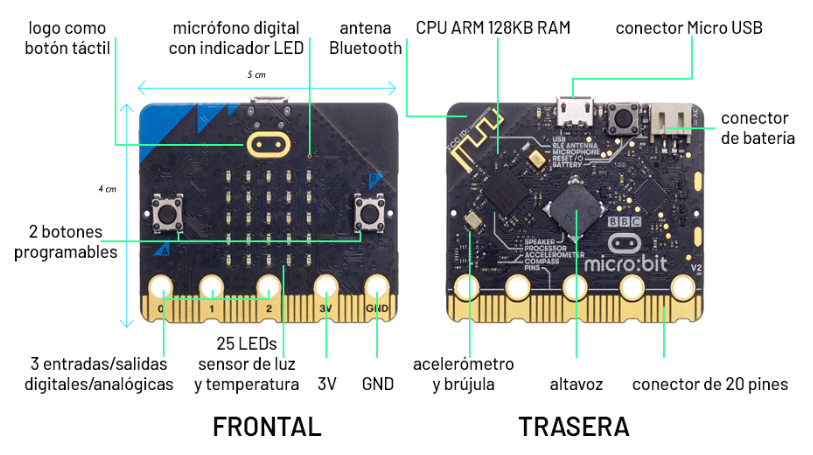 logo como
botón táctil
micrófono digital
con indicador LED
antena
Bluetooth
CPU ARM 128KB RAM
conector Micro USB
5 cm
4 cm
conector
de batería
FCC ID:
USB
BLE ANTENNA
MICROPHONE
RESET /
BATTERY
B
A
2 botones
programables
BBC
SPEAKER
PROCESSOR
ACCELEROMETER
COMPASS
PINS
micro:bit
V2
0
1
2
3V
GND
3 entradas/salidas
digitales/analógicas
25 LEDs
sensor de luz
y temperatura
3V
GND
acelerómetro
y brújula
altavoz
conector de 20 pines
FRONTAL
TRASERA